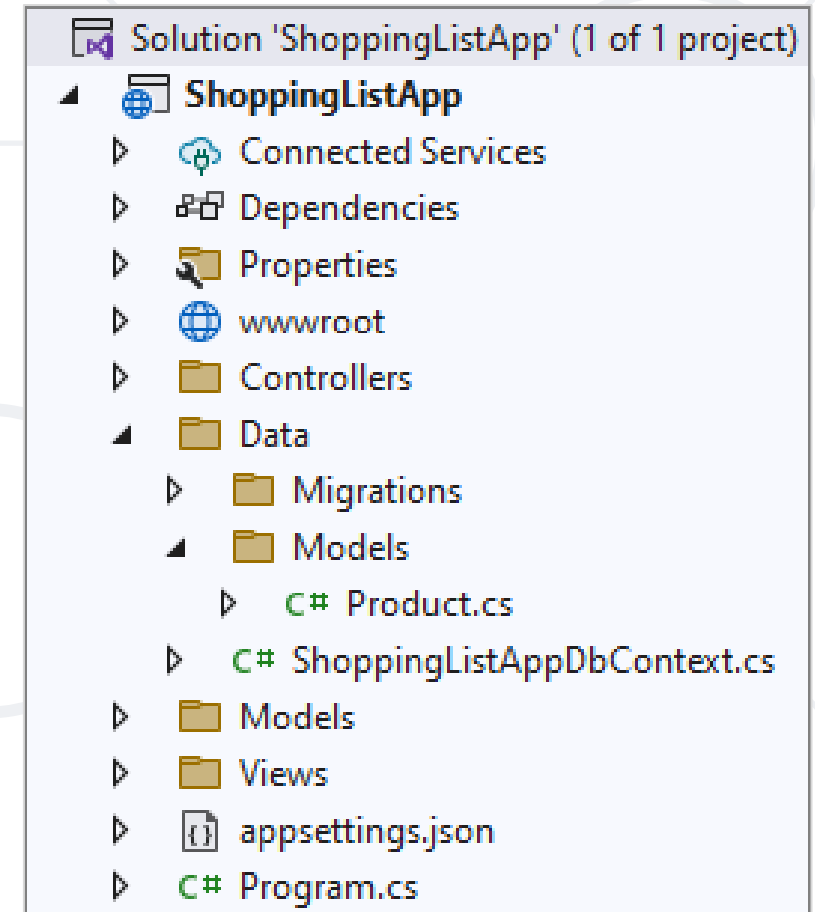 Solution 'ShoppingListApp' (1 of 1 project)
ShoppingListApp
Connected Services
Dependencies
Properties
wwwroot
Controllers
Data
Migrations
Models
C# Product.cs
C# ShoppingListAppDbContext.cs
Models
Views
appsettings.json
C# Program.cs